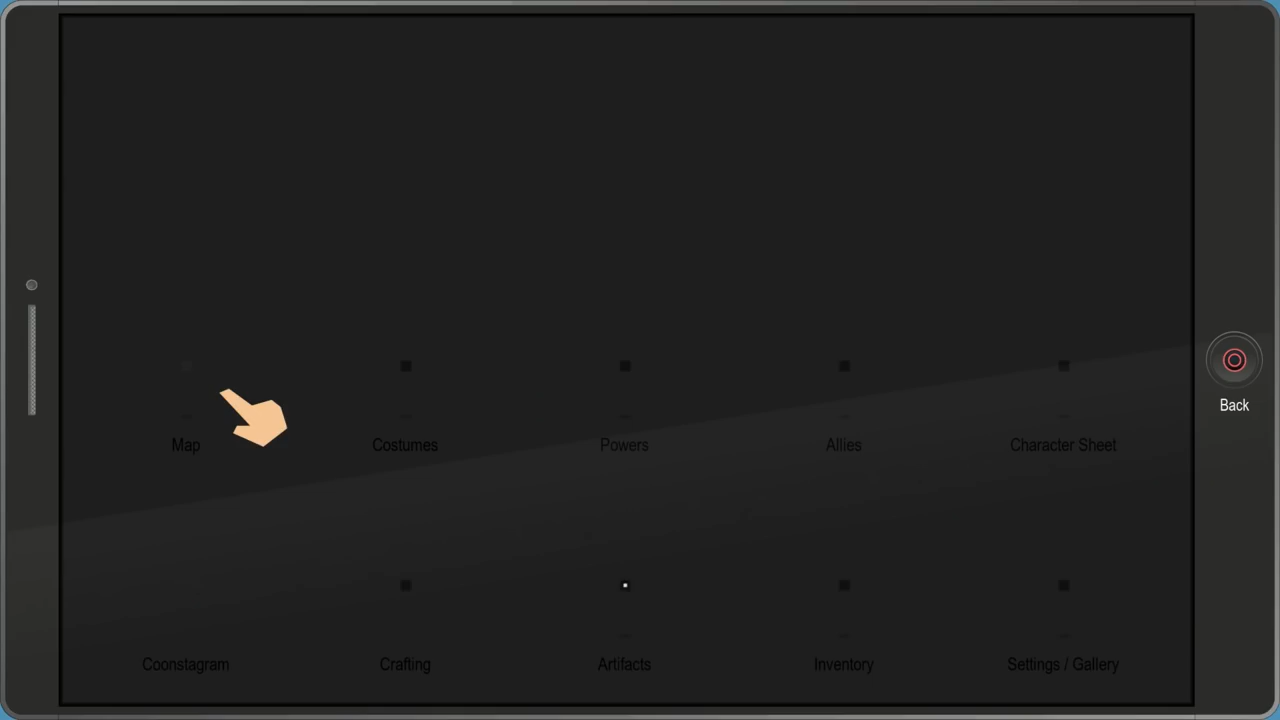 Back
Map
Costumes
Powers
Allies
Character Sheet
Coonstagram
Crafting
Artifacts
Inventory
Settings / Gallery